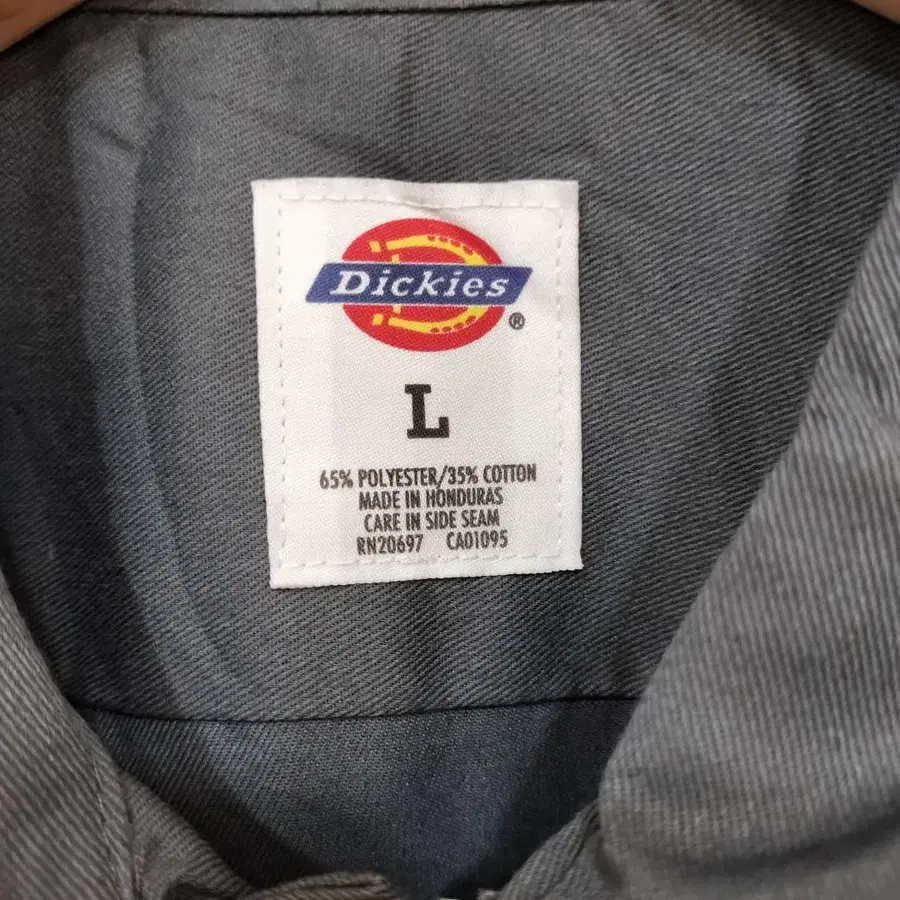 Dickies
®
L
65% POLYESTER/35% COTTON
MADE IN HONDURAS
CARE IN SIDE SEAM
RN20697 CA01095